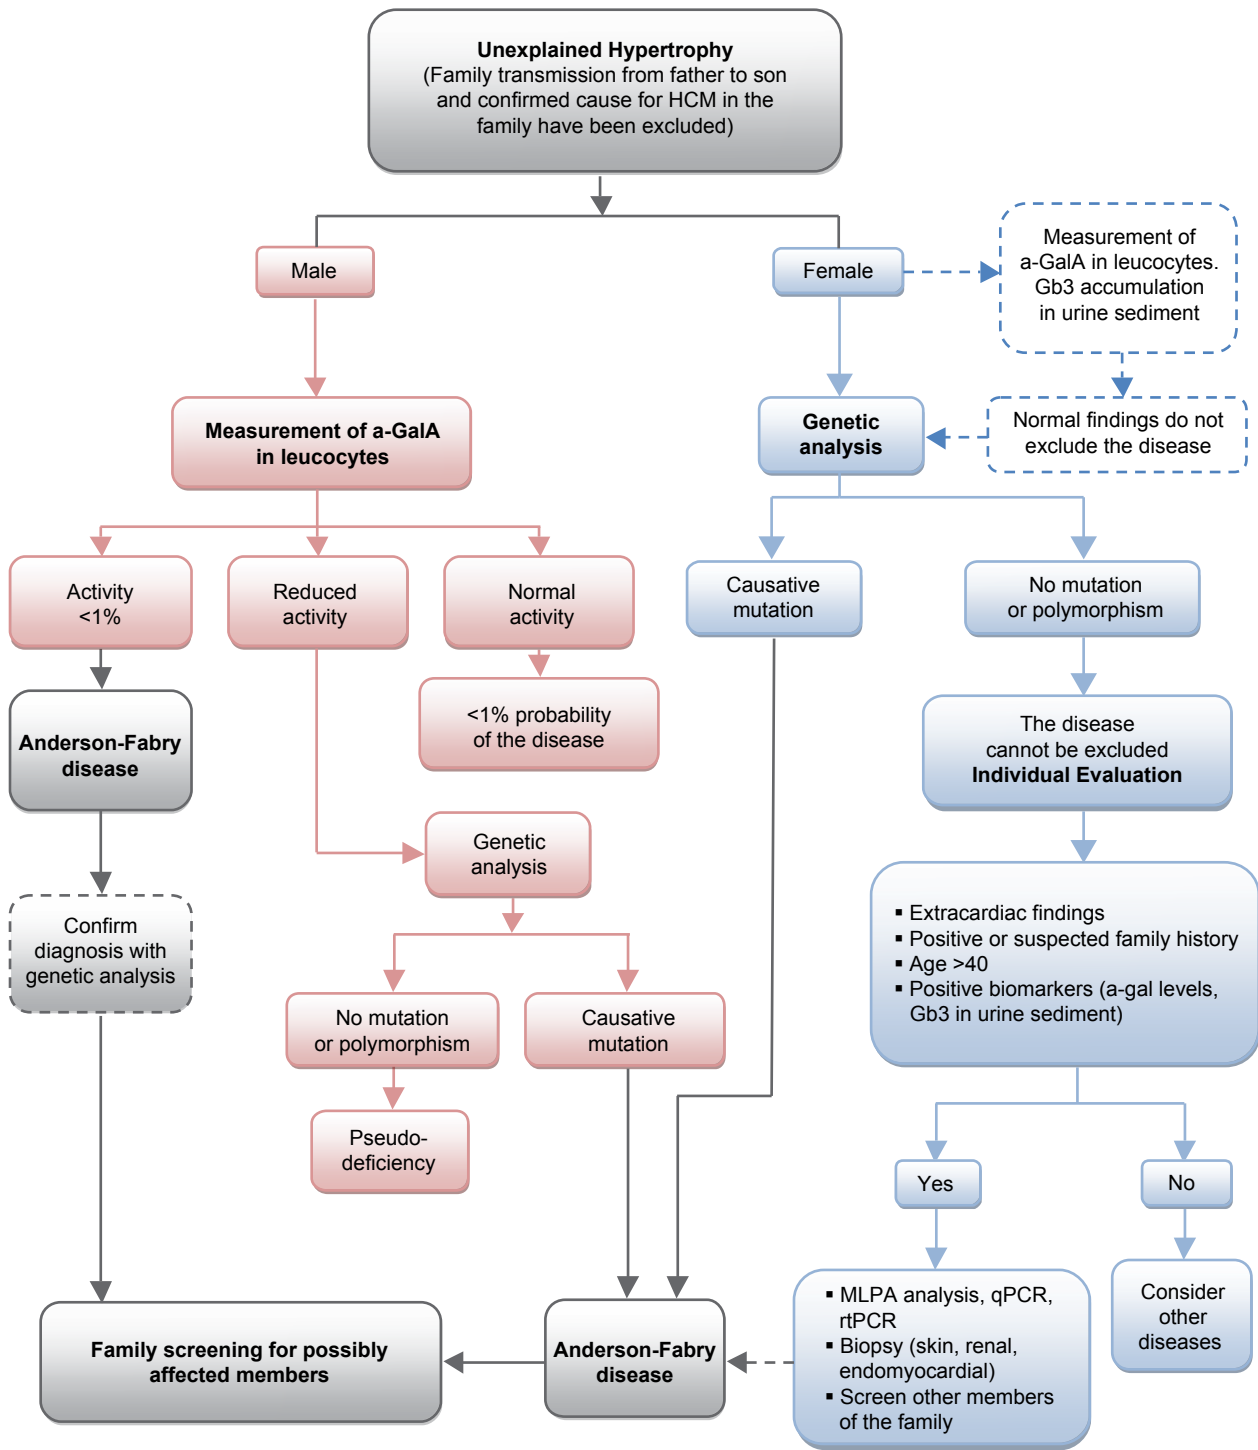 Unexplained Hypertrophy
(Family transmission from father to son
and confirmed cause for HCM in the
family have been excluded)
Male
Female
Measurement of
a-GalA in leucocytes.
Gb3 accumulation
in urine sediment
Measurement of a-GalA
in leucocytes
Genetic
analysis
Normal findings do not
exclude the disease
Activity
<1%
Reduced
activity
Normal
activity
Causative
mutation
No mutation
or polymorphism
Anderson-Fabry
disease
<1% probability
of the disease
The disease
cannot be excluded
Individual Evaluation
Genetic
analysis
Confirm
diagnosis with
genetic analysis
▪ Extracardiac findings
▪ Positive or suspected family history
▪ Age >40
▪ Positive biomarkers (a-gal levels,
Gb3 in urine sediment)
No mutation
or polymorphism
Causative
mutation
Pseudo-
deficiency
Yes
No
▪ MLPA analysis, qPCR,
rtPCR
▪ Biopsy (skin, renal,
endomyocardial)
▪ Screen other members
of the family
Consider
other
diseases
Family screening for possibly
affected members
Anderson-Fabry
disease